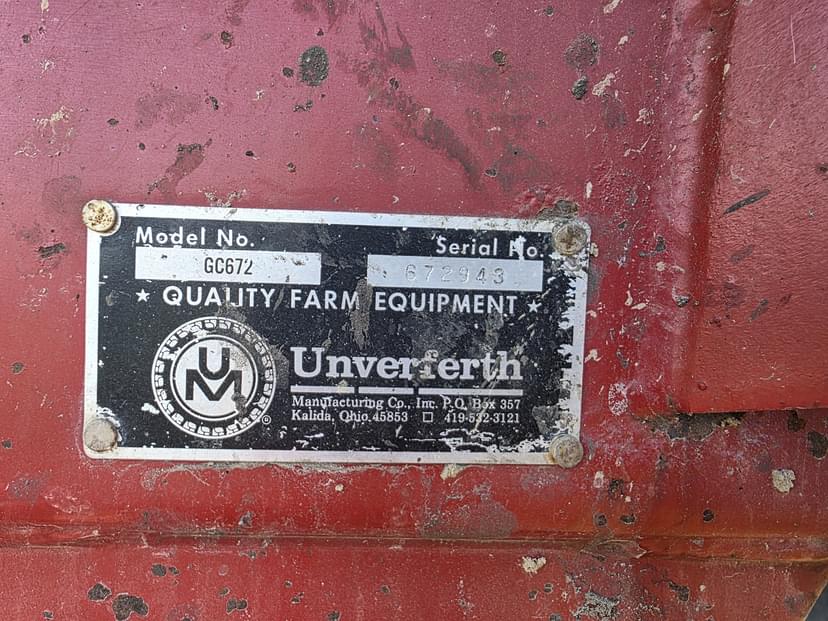 Model No. Serial No.
GC672 672943
★ QUALITY FARM EQUIPMENT ★
UM ®
Unverferth
Manufacturing Co., Inc. P.O. Box 357
Kalida, Ohio 45853 □ 419-532-3121